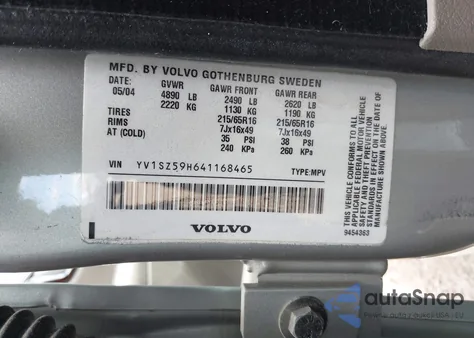 MFD. BY VOLVO GOTHENBURG SWEDEN
DATE: GVWR GAWR FRONT GAWR REAR
05/04 4890 LB 2490 LB 2620 LB
2220 KG 1130 KG 1190 KG
TIRES 215/65R16 215/65R16
RIMS 7Jx16x49 7Jx16x49
AT (COLD) 35 PSI 38 PSI
240 KPa 260 KPa
VIN YV1SZ59H641168465 TYPE:MPV
VOLVO
THIS VEHICLE CONFORMS TO ALL
APPLICABLE FEDERAL MOTOR VEHICLE
SAFETY AND THEFT PREVENTION
STANDARDS IN EFFECT ON THE DATE OF
MANUFACTURE SHOWN ABOVE.
9454363
autoSnap